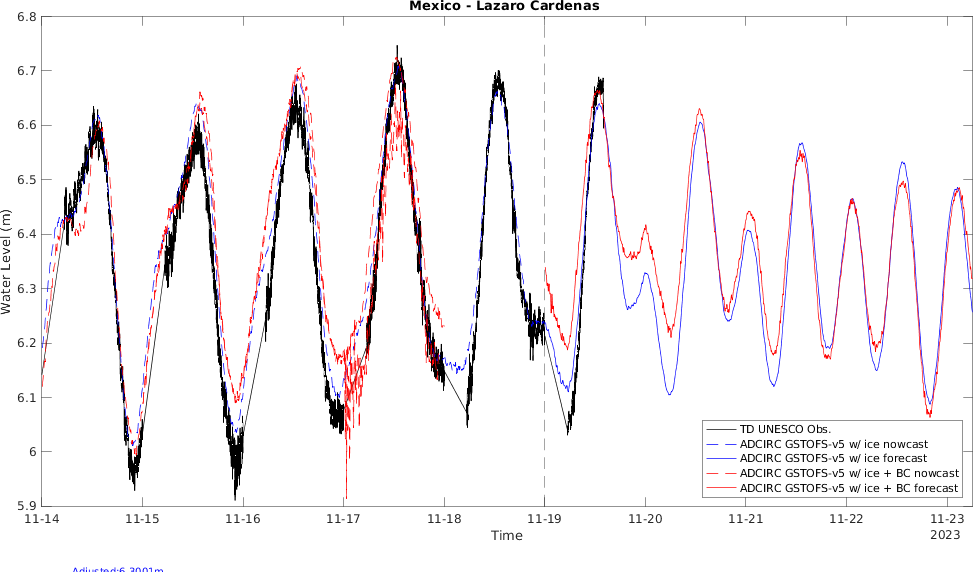 Mexico - Lazaro Cardenas
6.8
6.7
6.6
6.5
6.4
6.3
6.2
6.1
6
5.9
Water Level (m)
11-14
11-15
11-16
11-17
11-18
11-19
11-20
11-21
11-22
11-23
Time
2023
TD UNESCO Obs.
ADCIRC GSTOFS-v5 w/ ice nowcast
ADCIRC GSTOFS-v5 w/ ice forecast
ADCIRC GSTOFS-v5 w/ ice + BC nowcast
ADCIRC GSTOFS-v5 w/ ice + BC forecast
Adjusted:6.3001m